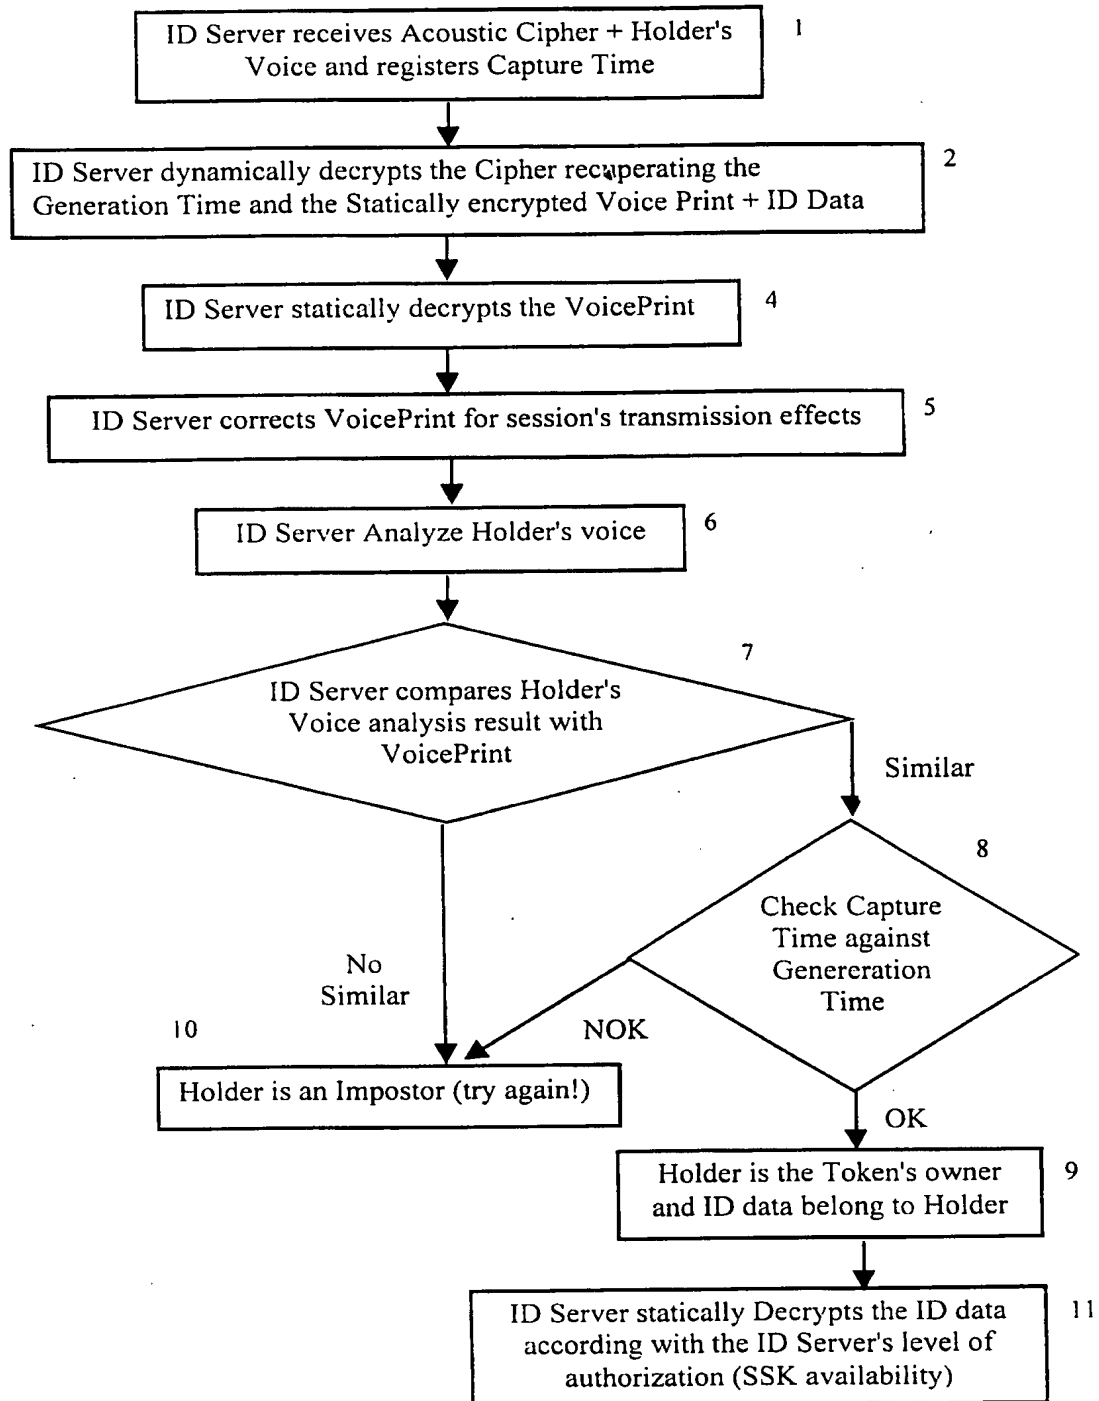 ID Server receives Acoustic Cipher + Holder's
Voice and registers Capture Time
1
ID Server dynamically decrypts the Cipher recuperating the
Generation Time and the Statically encrypted Voice Print + ID Data
2
ID Server statically decrypts the VoicePrint
4
ID Server corrects VoicePrint for session's transmission effects
5
ID Server Analyze Holder's voice
6
ID Server compares Holder's
Voice analysis result with
VoicePrint
7
Similar
Check Capture
Time against
Genereration
Time
8
No
Similar
NOK
10
Holder is an Impostor (try again!)
OK
Holder is the Token's owner
and ID data belong to Holder
9
ID Server statically Decrypts the ID data
according with the ID Server's level of
authorization (SSK availability)
11